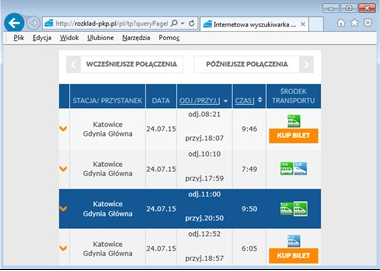 http://rozklad-pkp.pl/pl/tp?queryPageI
Internetowa wyszukiwarka ...
Plik Edycja Widok Ulubione Narzędzia Pomoc
WCZEŚNIEJSZE POŁĄCZENIA
PÓŹNIEJSZE POŁĄCZENIA
STACJA/ PRZYSTANEK DATA ODJ./PRZYJ. CZAS ŚRODEK TRANSPORTU
Katowice
Gdynia Główna
24.07.15
odj.08:21
przyj.18:07
9:46
KUP BILET
Katowice
Gdynia Główna
24.07.15
odj.10:10
przyj.17:59
7:49
Katowice
Gdynia Główna
24.07.15
odj.11:00
przyj.20:50
9:50
Katowice
Gdynia Główna
24.07.15
odj.12:52
przyj.18:57
6:05
KUP BILET